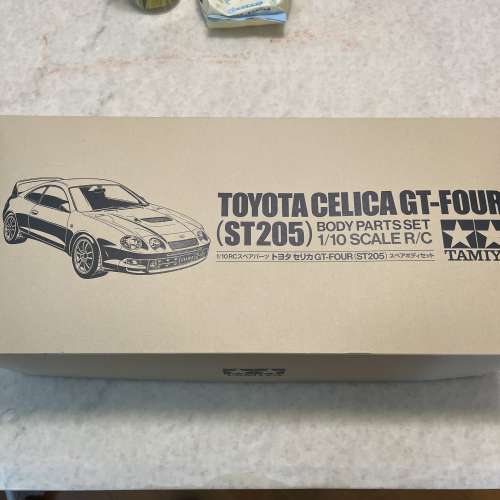 TOYOTA CELICA GT-FOUR
(ST205) BODY PARTS SET
1/10 SCALE R/C
TAMIY
1/10RCスペアパーツ トヨタ セリカ GT-FOUR (ST205) スペアボディセット
TAMIYA